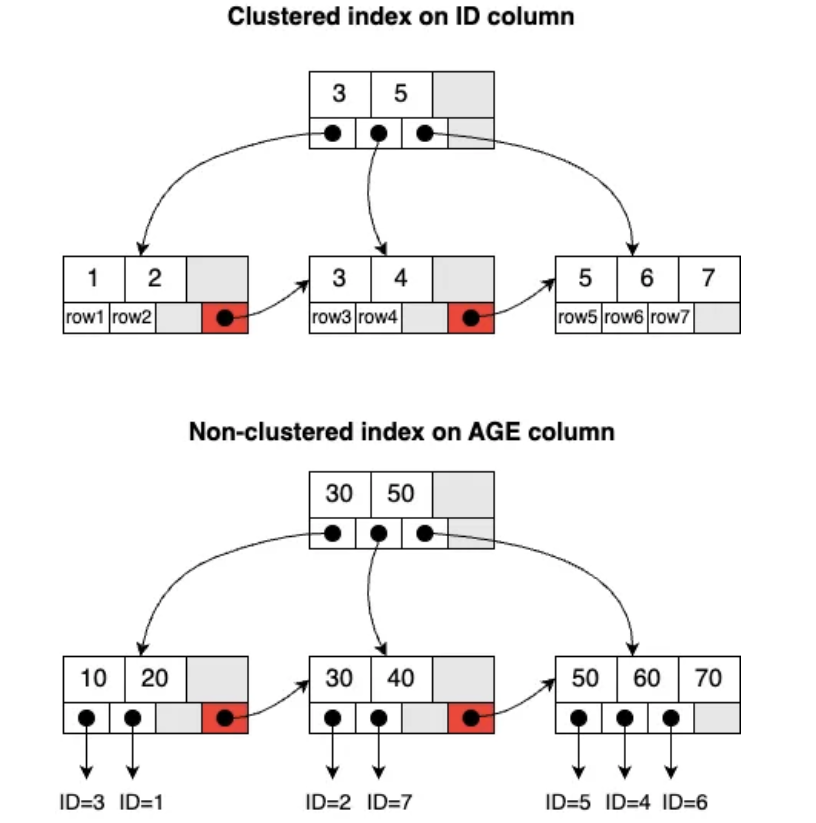 Clustered index on ID column
3 5
1 2
3 4
5 6 7
row1 row2
row3 row4
row5 row6 row7
Non-clustered index on AGE column
30 50
10 20
30 40
50 60 70
ID=3 ID=1
ID=2 ID=7
ID=5 ID=4 ID=6